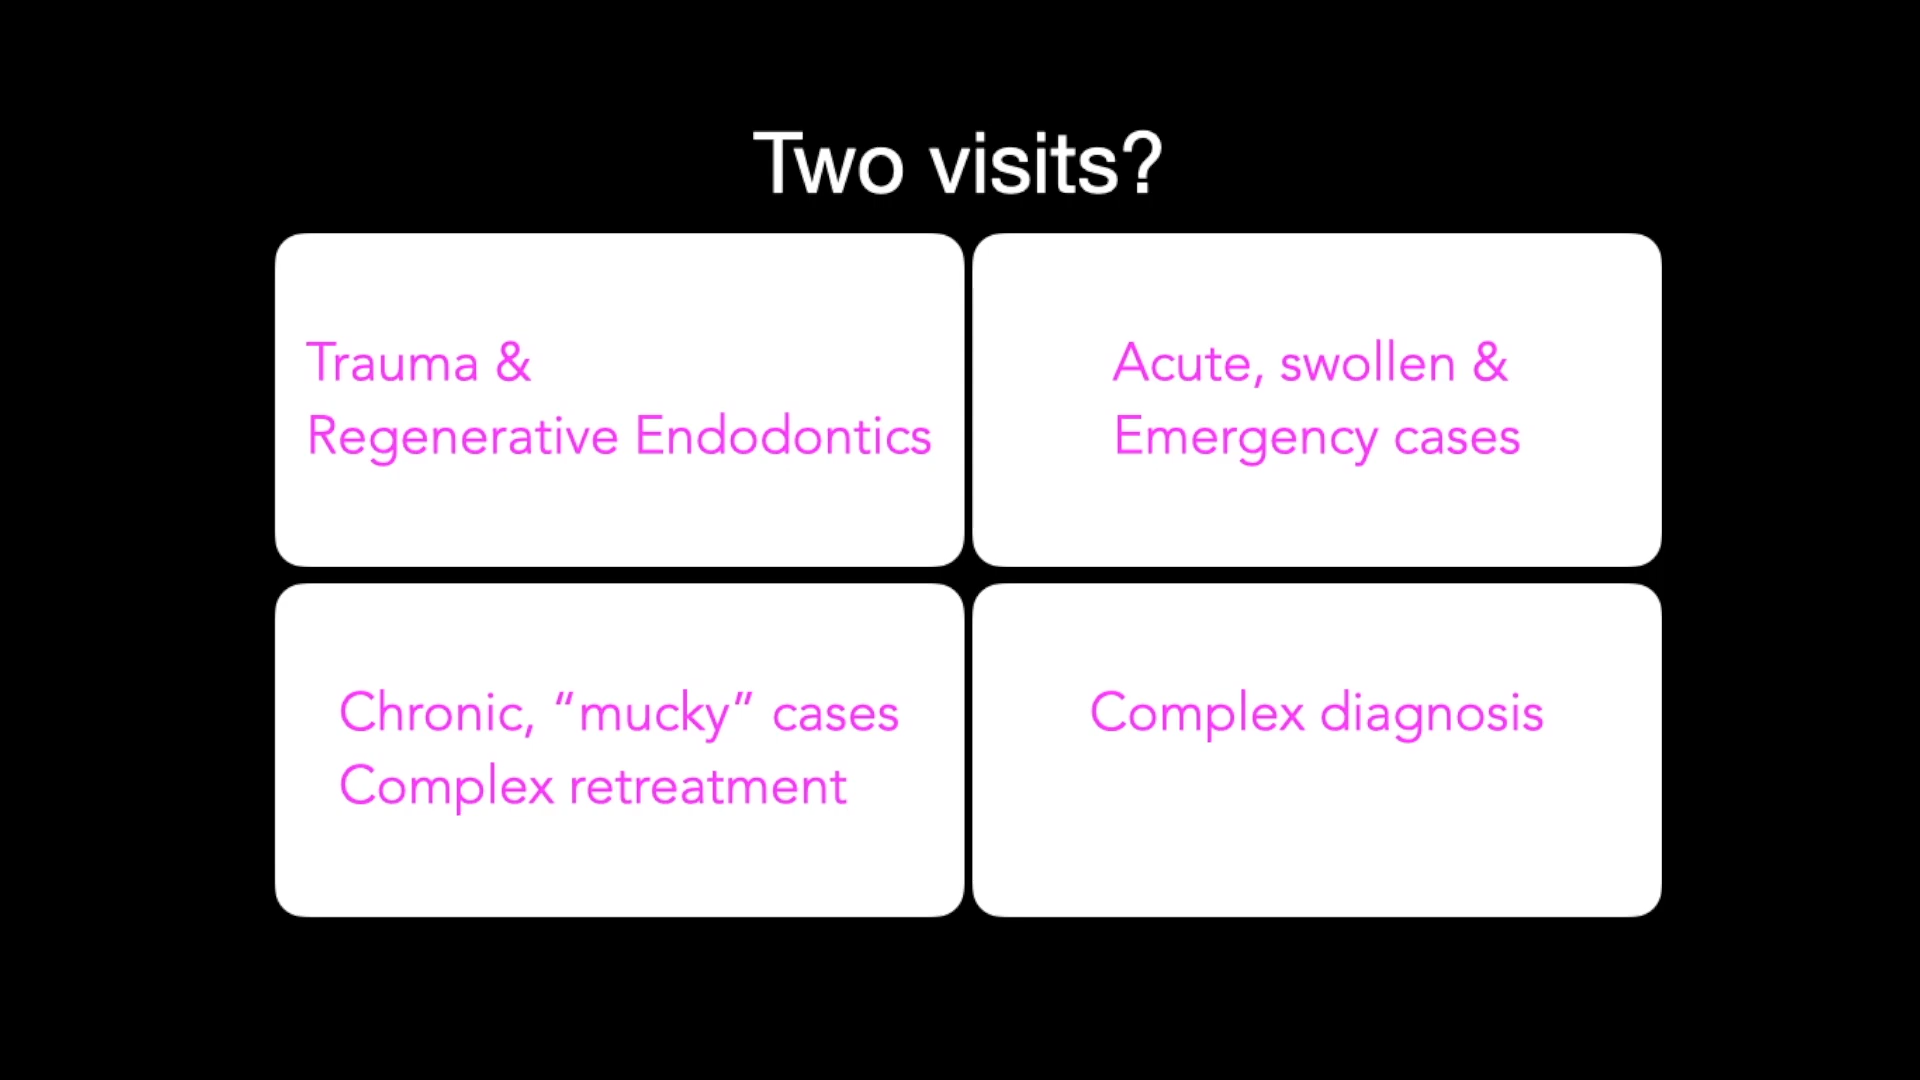 Two visits?
Trauma &
Regenerative Endodontics
Acute, swollen &
Emergency cases
Chronic, “mucky” cases
Complex retreatment
Complex diagnosis